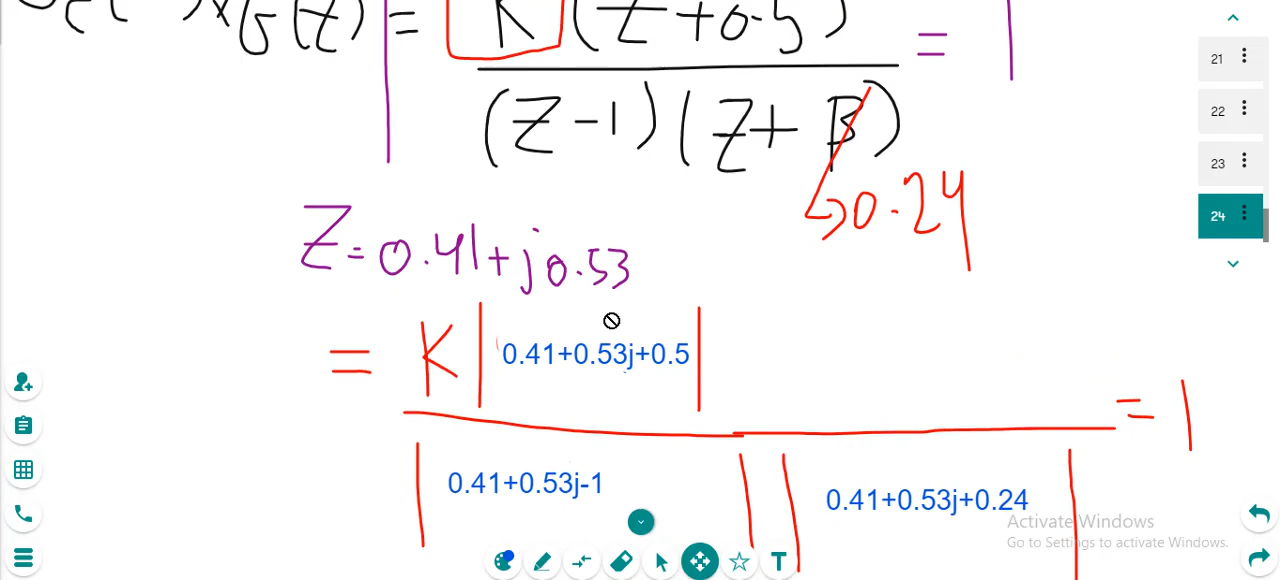 G(z) = K (Z+0.5) = 1
(Z-1)(Z+B)
↳0.24
Z=0.41+j0.53
= K | 0.41+0.53j+0.5 | = 1
| 0.41+0.53j-1 | | 0.41+0.53j+0.24 |
21
22
23
24
Activate Windows
Go to Settings to activate Windows.
T